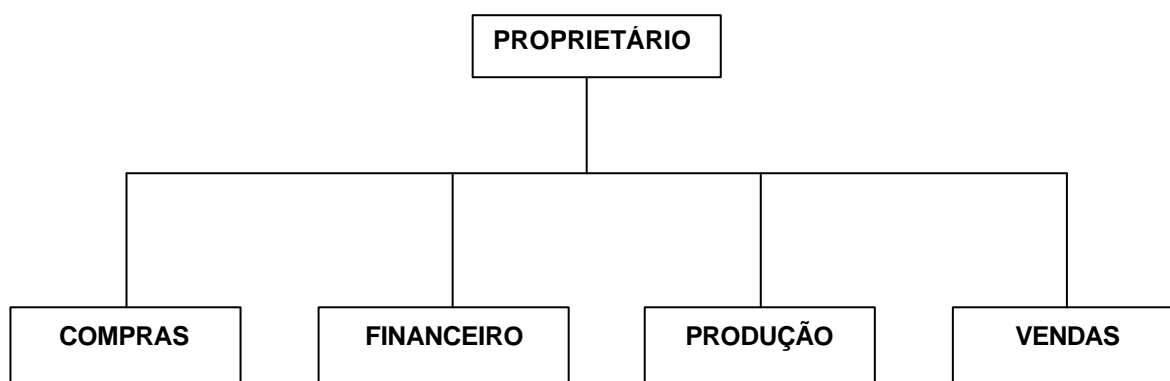 PROPRIETÁRIO
COMPRAS
FINANCEIRO
PRODUÇÃO
VENDAS